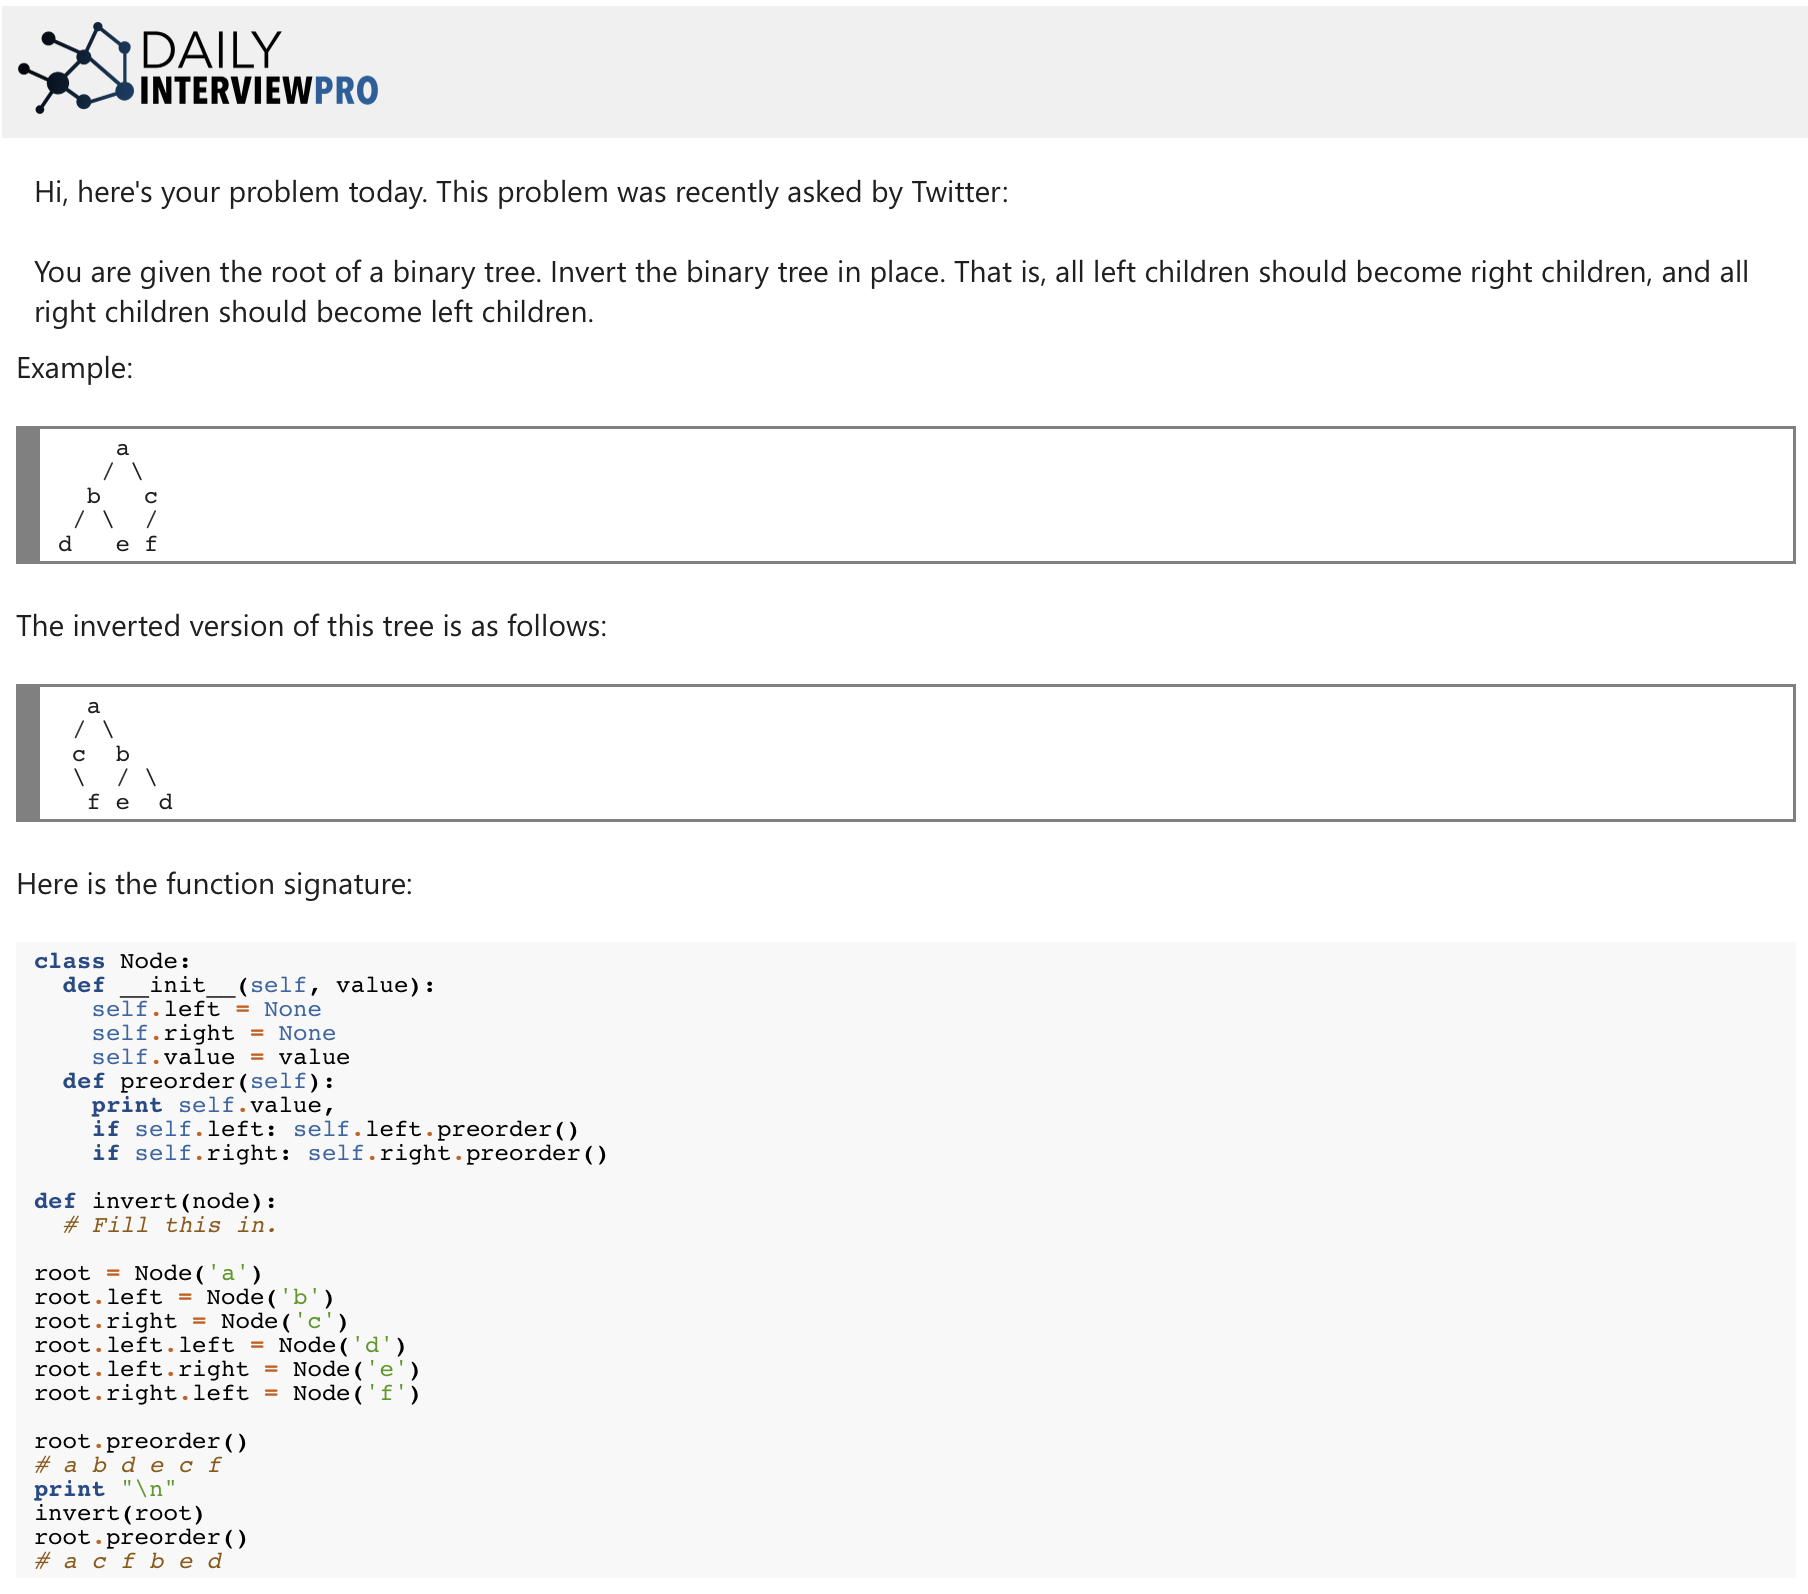 DAILY
INTERVIEWPRO
Hi, here's your problem today. This problem was recently asked by Twitter:
You are given the root of a binary tree. Invert the binary tree in place. That is, all left children should become right children, and all
right children should become left children.
Example:
     a
    / \
   b   c
  / \  /
 d   e f
The inverted version of this tree is as follows:
   a
  / \
  c  b
  \  / \
   f e  d
Here is the function signature:
class Node:
  def __init__(self, value):
    self.left = None
    self.right = None
    self.value = value
  def preorder(self):
    print self.value,
    if self.left: self.left.preorder()
    if self.right: self.right.preorder()
def invert(node):
  # Fill this in.
root = Node('a')
root.left = Node('b')
root.right = Node('c')
root.left.left = Node('d')
root.left.right = Node('e')
root.right.left = Node('f')
root.preorder()
# a b d e c f
print "\n"
invert(root)
root.preorder()
# a c f b e d